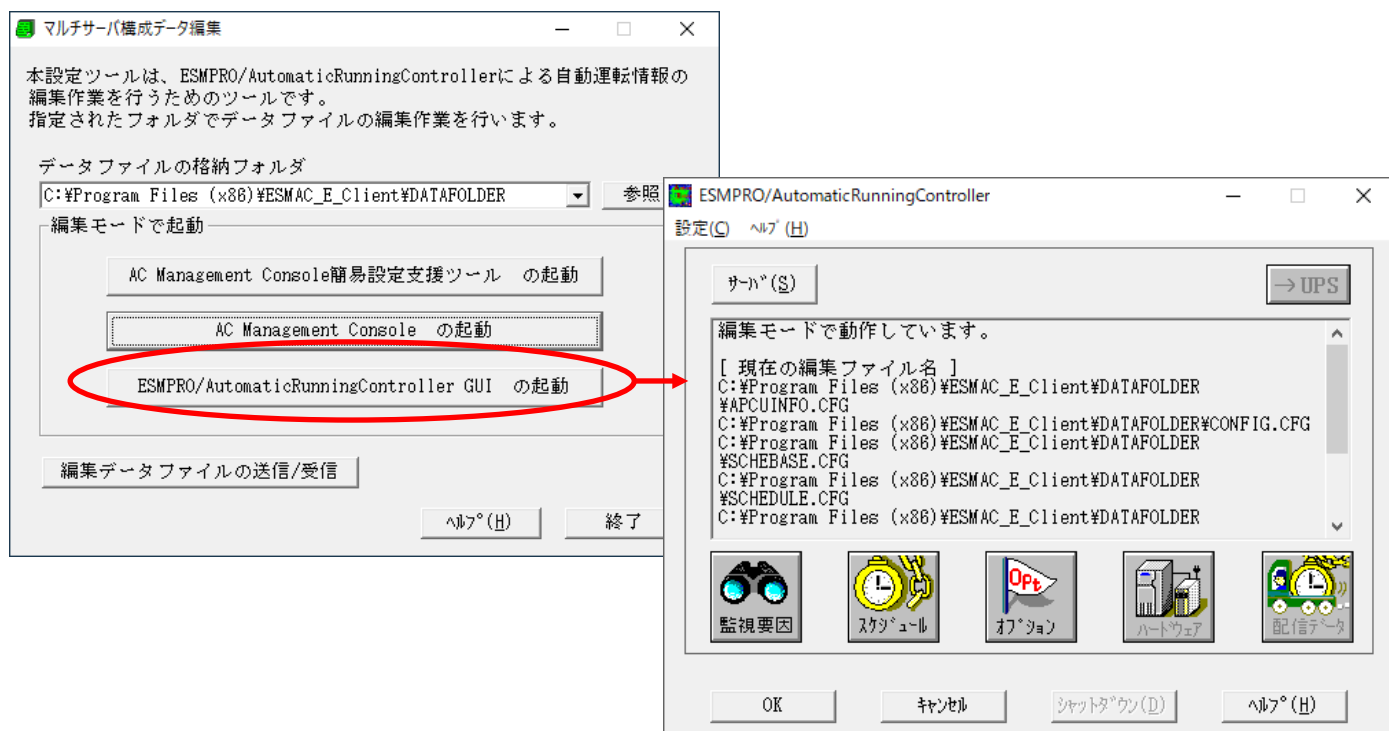 マルチサーバ構成データ編集
本設定ツールは、ESMPRO/AutomaticRunningControllerによる自動運転情報の
編集作業を行うためのツールです。
指定されたフォルダでデータファイルの編集作業を行います。
データファイルの格納フォルダ
C:¥Program Files (x86)¥ESMAC_E_Client¥DATAFOLDER
参照
編集モードで起動
AC Management Console簡易設定支援ツール の起動
AC Management Console の起動
ESMPRO/AutomaticRunningController GUI の起動
編集データファイルの送信/受信
ﾍﾙﾌﾟ(H)
終了
ESMPRO/AutomaticRunningController
設定(C) ﾍﾙﾌﾟ(H)
ｻｰﾊﾞ(S)
→UPS
編集モードで動作しています。
[ 現在の編集ファイル名 ]
C:¥Program Files (x86)¥ESMAC_E_Client¥DATAFOLDER
¥APCUINFO.CFG
C:¥Program Files (x86)¥ESMAC_E_Client¥DATAFOLDER¥CONFIG.CFG
C:¥Program Files (x86)¥ESMAC_E_Client¥DATAFOLDER
¥SCHEBASE.CFG
C:¥Program Files (x86)¥ESMAC_E_Client¥DATAFOLDER
¥SCHEDULE.CFG
C:¥Program Files (x86)¥ESMAC_E_Client¥DATAFOLDER
監視要因
ｽｹｼﾞｭｰﾙ
Opt
ｵﾌﾟｼｮﾝ
ﾊｰﾄﾞｳｪｱ
配信ﾃﾞｰﾀ
OK
ｷｬﾝｾﾙ
ｼｬｯﾄﾀﾞｳﾝ(D)
ﾍﾙﾌﾟ(H)